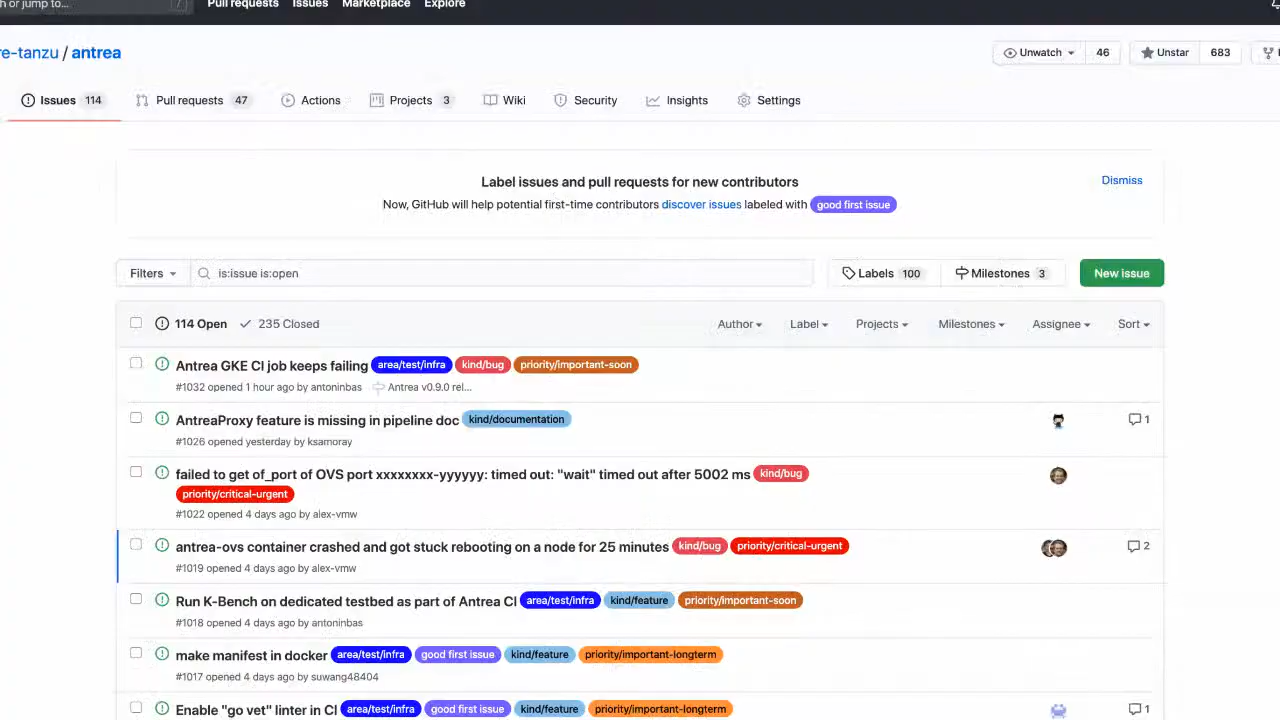 h or jump to... /
Pull requests Issues Marketplace Explore
re-tanzu / antrea
Unwatch 46 Unstar 683
Issues 114 Pull requests 47 Actions Projects 3 Wiki Security Insights Settings
Label issues and pull requests for new contributors
Dismiss
Now, GitHub will help potential first-time contributors discover issues labeled with good first issue
Filters is:issue is:open Labels 100 Milestones 3 New issue
114 Open 235 Closed Author Label Projects Milestones Assignee Sort
Antrea GKE CI job keeps failing area/test/infra kind/bug priority/important-soon
#1032 opened 1 hour ago by antoninbas Antrea v0.9.0 rel...
AntreaProxy feature is missing in pipeline doc kind/documentation 1
#1026 opened yesterday by ksamoray
failed to get of_port of OVS port xxxxxxxx-yyyyyy: timed out: "wait" timed out after 5002 ms kind/bug
priority/critical-urgent
#1022 opened 4 days ago by alex-vmw
antrea-ovs container crashed and got stuck rebooting on a node for 25 minutes kind/bug priority/critical-urgent 2
#1019 opened 4 days ago by alex-vmw
Run K-Bench on dedicated testbed as part of Antrea CI area/test/infra kind/feature priority/important-soon
#1018 opened 4 days ago by antoninbas
make manifest in docker area/test/infra good first issue kind/feature priority/important-longterm
#1017 opened 4 days ago by suwang48404
Enable "go vet" linter in CI area/test/infra good first issue kind/feature priority/important-longterm 1